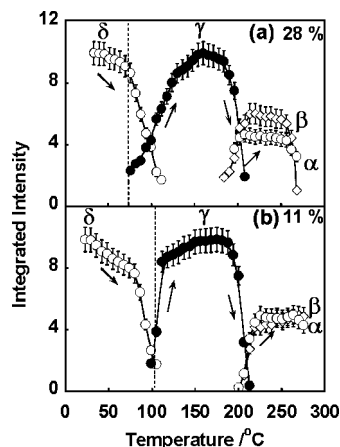 12
8
4
0
δ
γ
(a) 28 %
β
α
Integrated Intensity
8
4
0
δ
γ
(b) 11 %
β
α
0 50 100 150 200 250 300
Temperature /°C